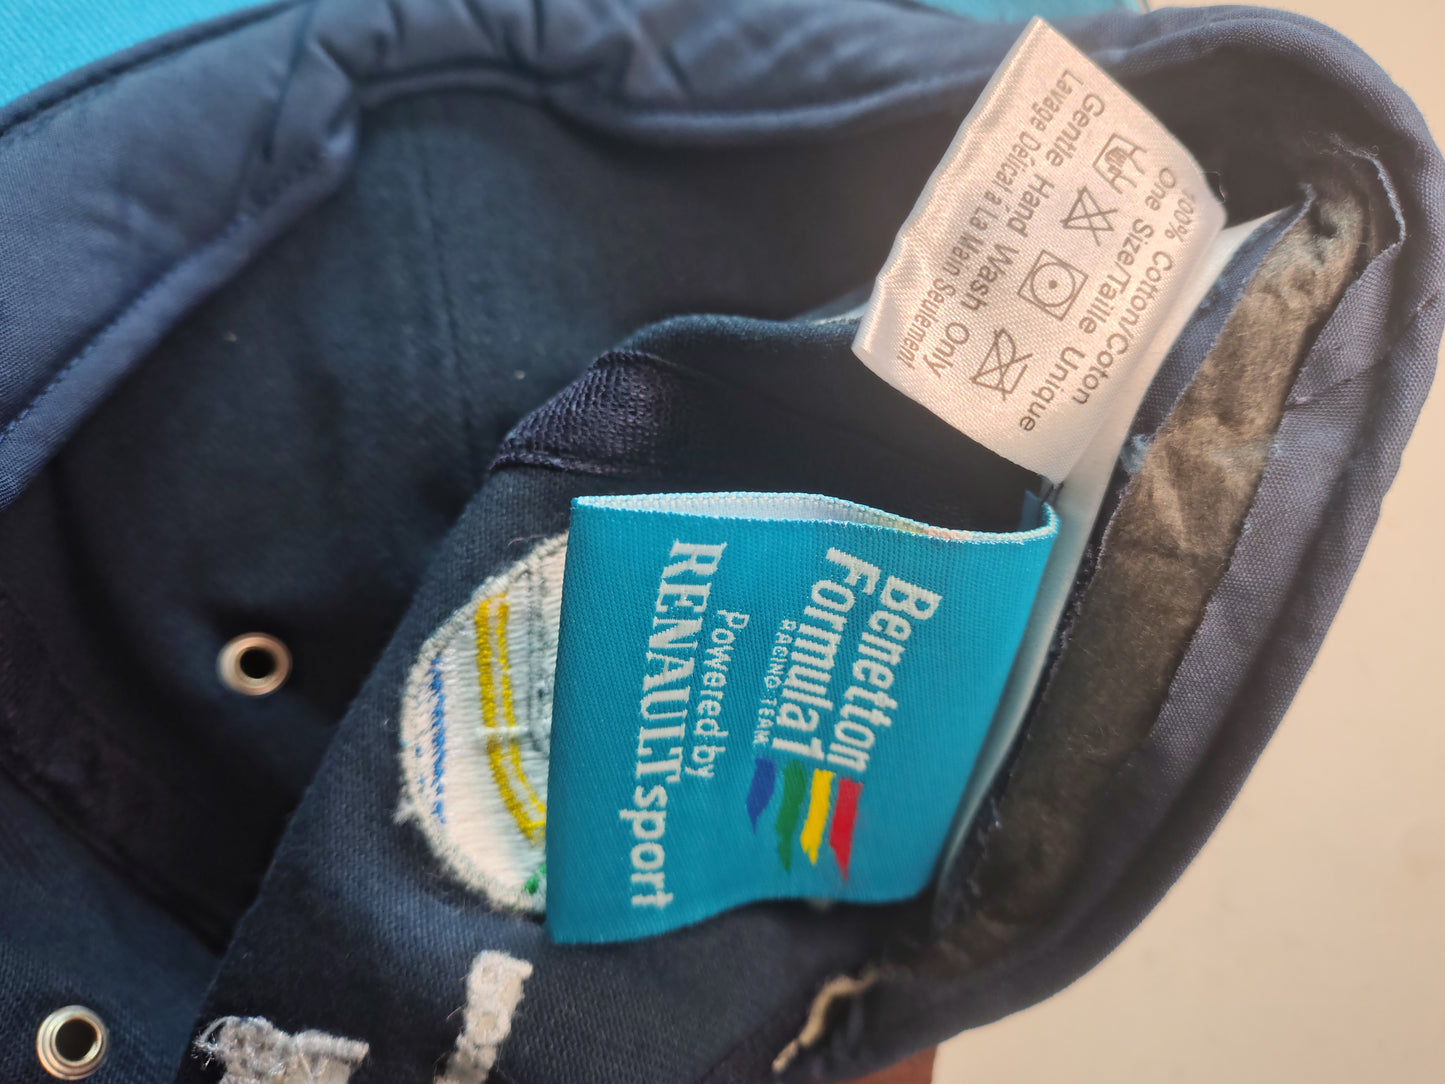 Benetton
Formula1
RACING TEAM
Powered by
RENAULT sport
100% Cotton/Coton
One Size/Taille Unique
Gentle Hand Wash Only
Lavage Délical à La Main Seulement